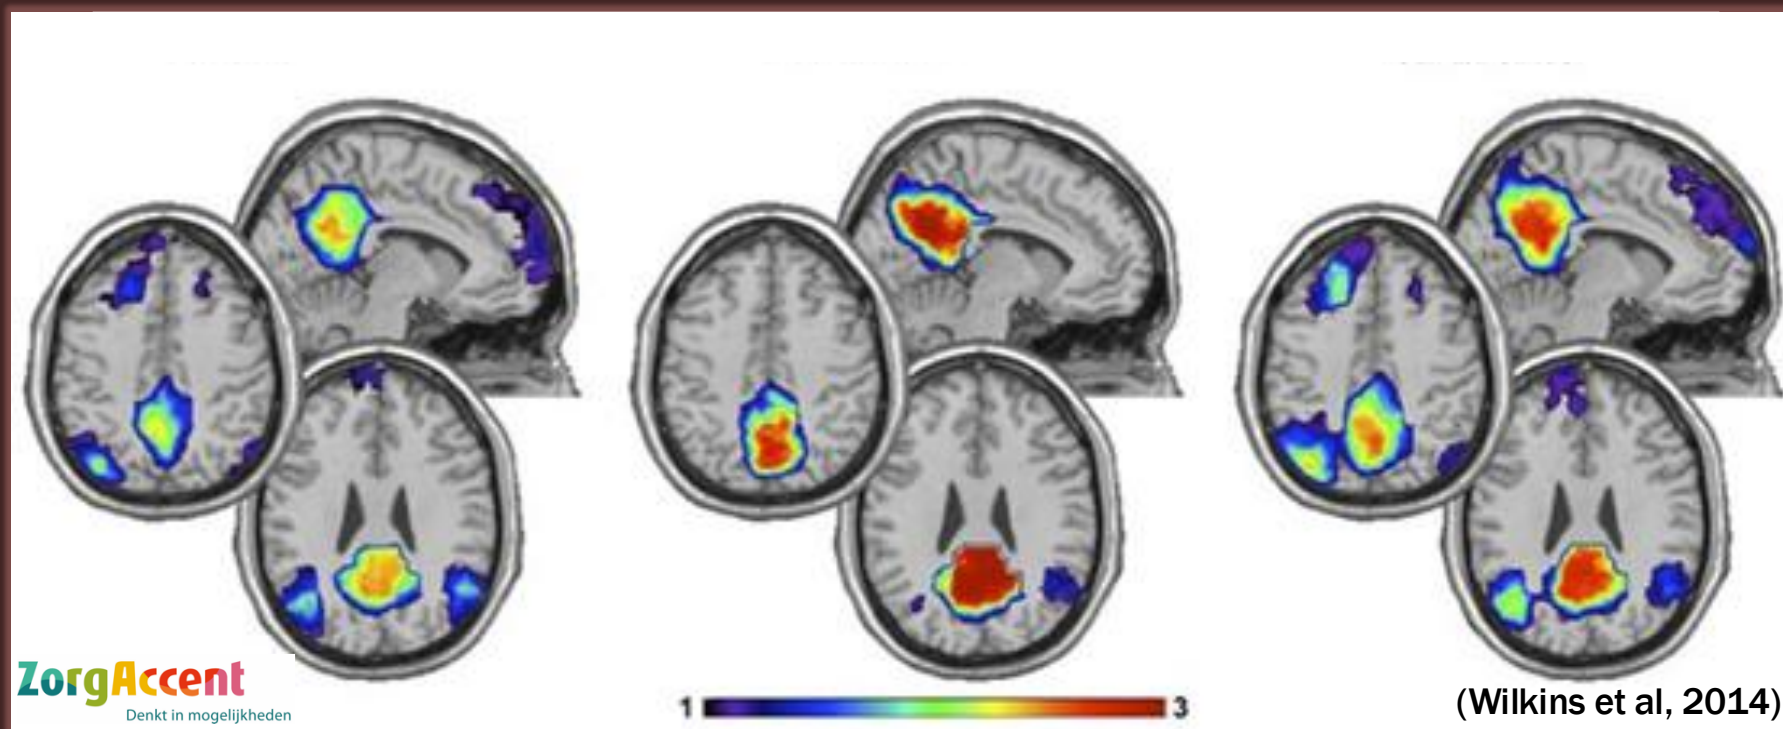 ZorgAccent
Denkt in mogelijkheden
1
3
(Wilkins et al, 2014)